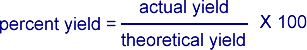 percent yield = actual yield / theoretical yield X 100